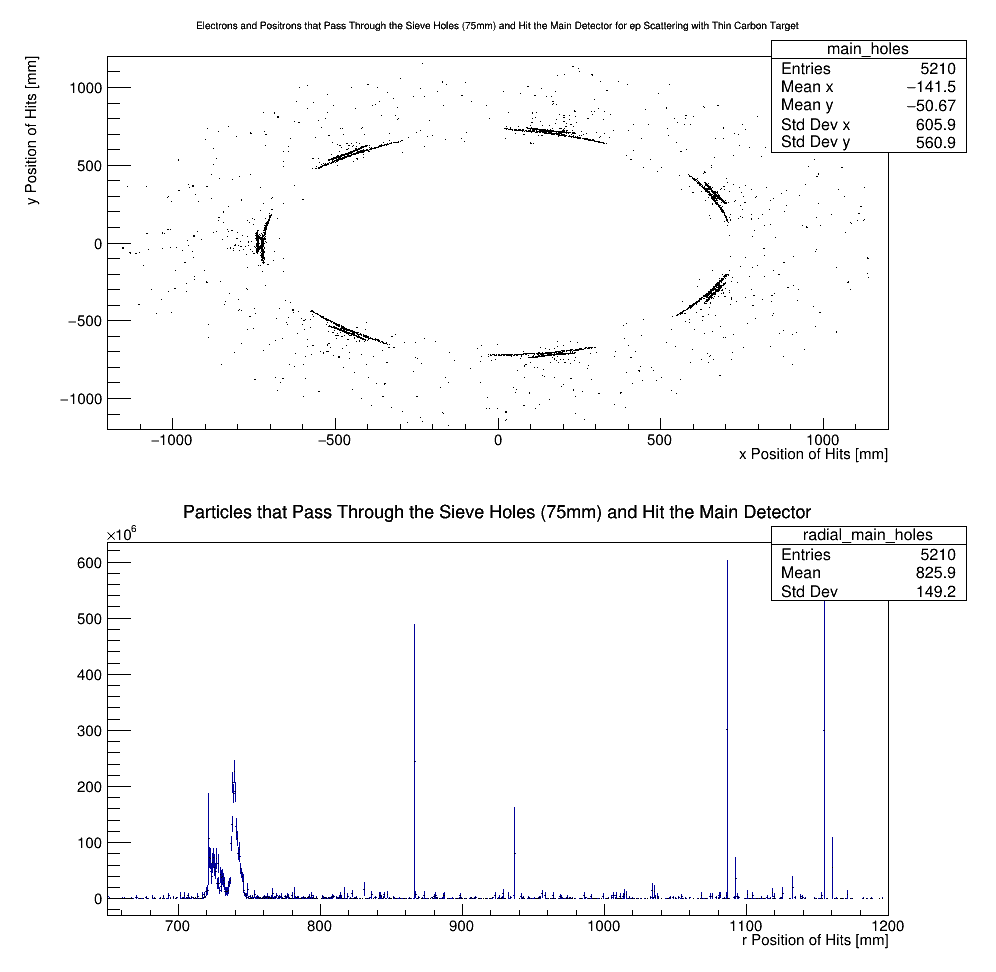 Electrons and Positrons that Pass Through the Sieve Holes (75mm) and Hit the Main Detector for ep Scattering with Thin Carbon Target
main_holes
Entries 5210
Mean x −141.5
Mean y −50.67
Std Dev x 605.9
Std Dev y 560.9
y Position of Hits [mm]
1000
500
0
−500
−1000
−1000 −500 0 500 1000
x Position of Hits [mm]
Particles that Pass Through the Sieve Holes (75mm) and Hit the Main Detector
×10⁶
radial_main_holes
Entries 5210
Mean 825.9
Std Dev 149.2
600
500
400
300
200
100
0
700 800 900 1000 1100 1200
r Position of Hits [mm]